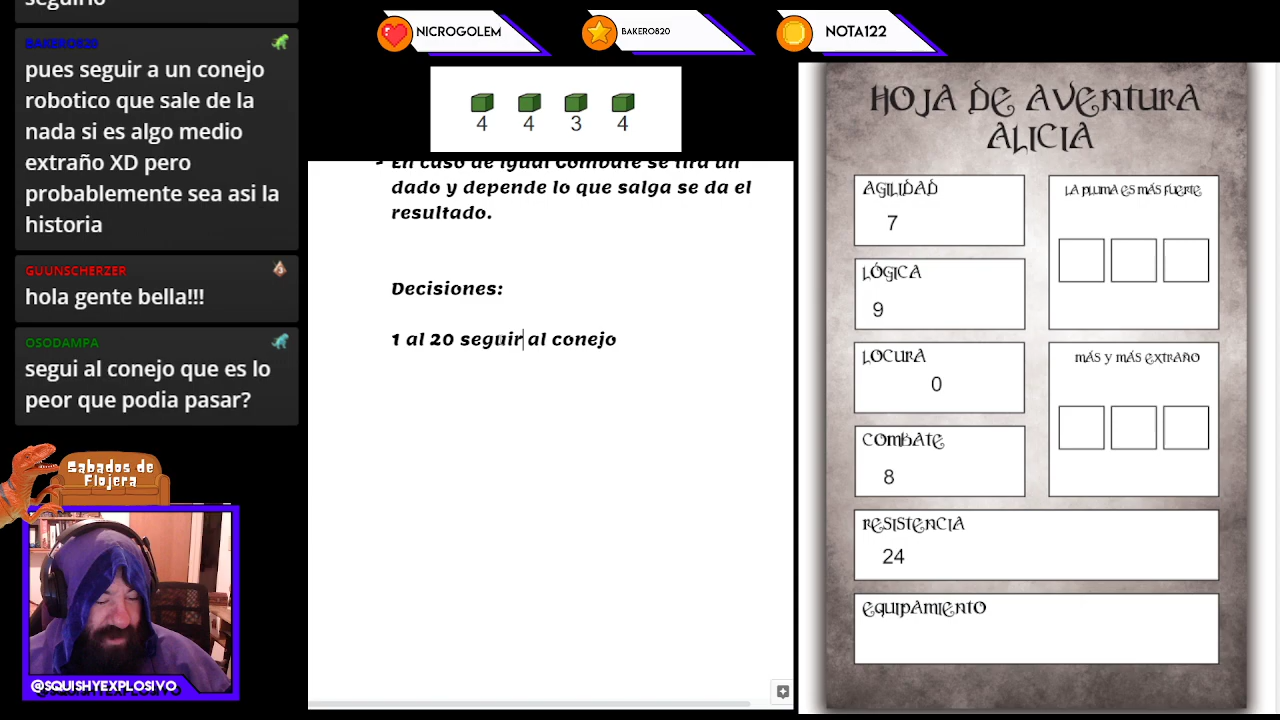 seguirlo
BAKERO820
pues seguir a un conejo
robotico que sale de la
nada si es algo medio
extraño XD pero
probablemente sea asi la
historia
GUUNSCHERZER
hola gente bella!!!
OSODAMPA
segui al conejo que es lo
peor que podia pasar?
Sabados de
Flojera
@SQUISHYEXPLOSIVO
NICROGOLEM
BAKERO820
NOTA122
4 4 3 4
- En caso de igual Combate se tira un
dado y depende lo que salga se da el
resultado.
Decisiones:
1 al 20 seguir al conejo
HOJA DE AVENTURA
ALICIA
AGILIDAD
7
LÓGICA
9
LOCURA
0
COMBATE
8
RESISTENCIA
24
EQUIPAMIENTO
LA PLUMA ES MÁS FUERTE
MÁS Y MÁS EXTRAÑO